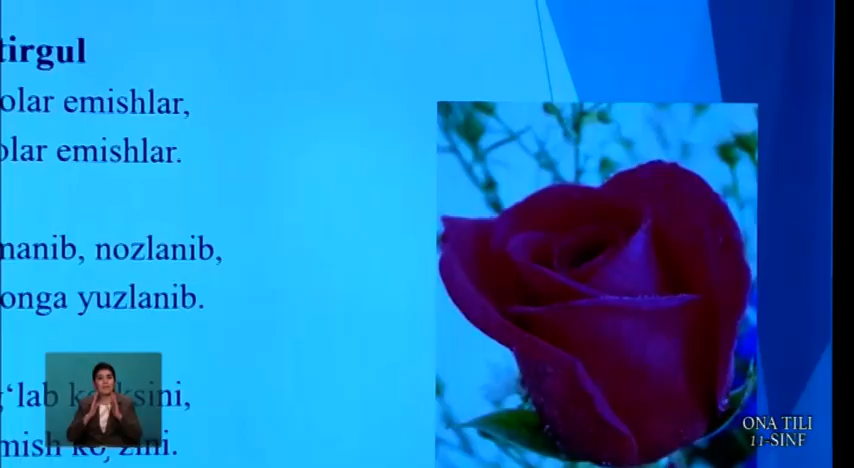 tirgul
olar emishlar,
olar emishlar.
manib, nozlanib,
onga yuzlanib.
g‘lab ko‘ksini,
mish ko‘zini.
ONA TILI
11-SINF